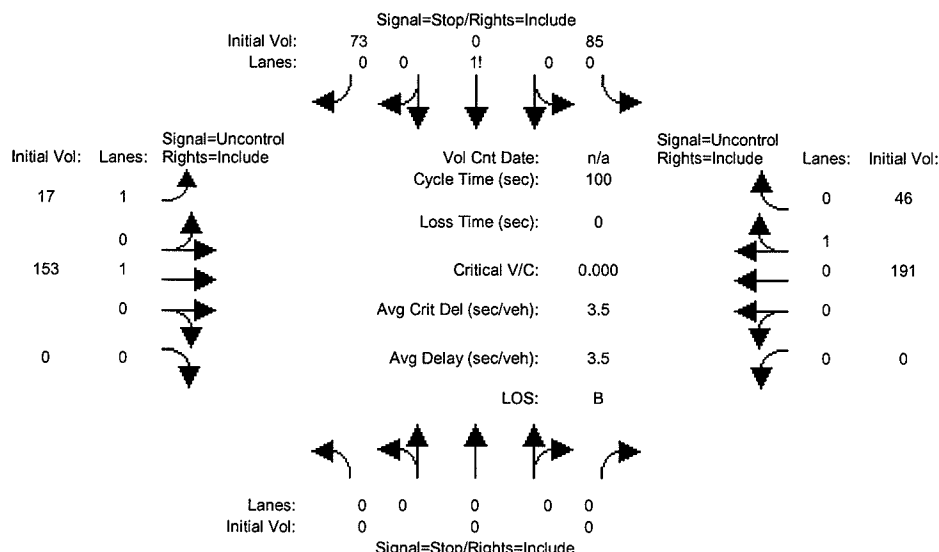 Signal=Stop/Rights=Include
Initial Vol: 73 0 85
Lanes: 0 0 1! 0 0
Signal=Uncontrol
Initial Vol: Lanes: Rights=Include
Vol Cnt Date: n/a
Signal=Uncontrol
Rights=Include Lanes: Initial Vol:
17 1
Cycle Time (sec): 100
0 46
0
Loss Time (sec): 0
1
153 1
Critical V/C: 0.000
0 191
0
Avg Crit Del (sec/veh): 3.5
0
0 0
Avg Delay (sec/veh): 3.5
0 0
LOS: B
Lanes: 0 0 0 0 0
Initial Vol: 0 0 0
Signal=Stop/Rights=Include